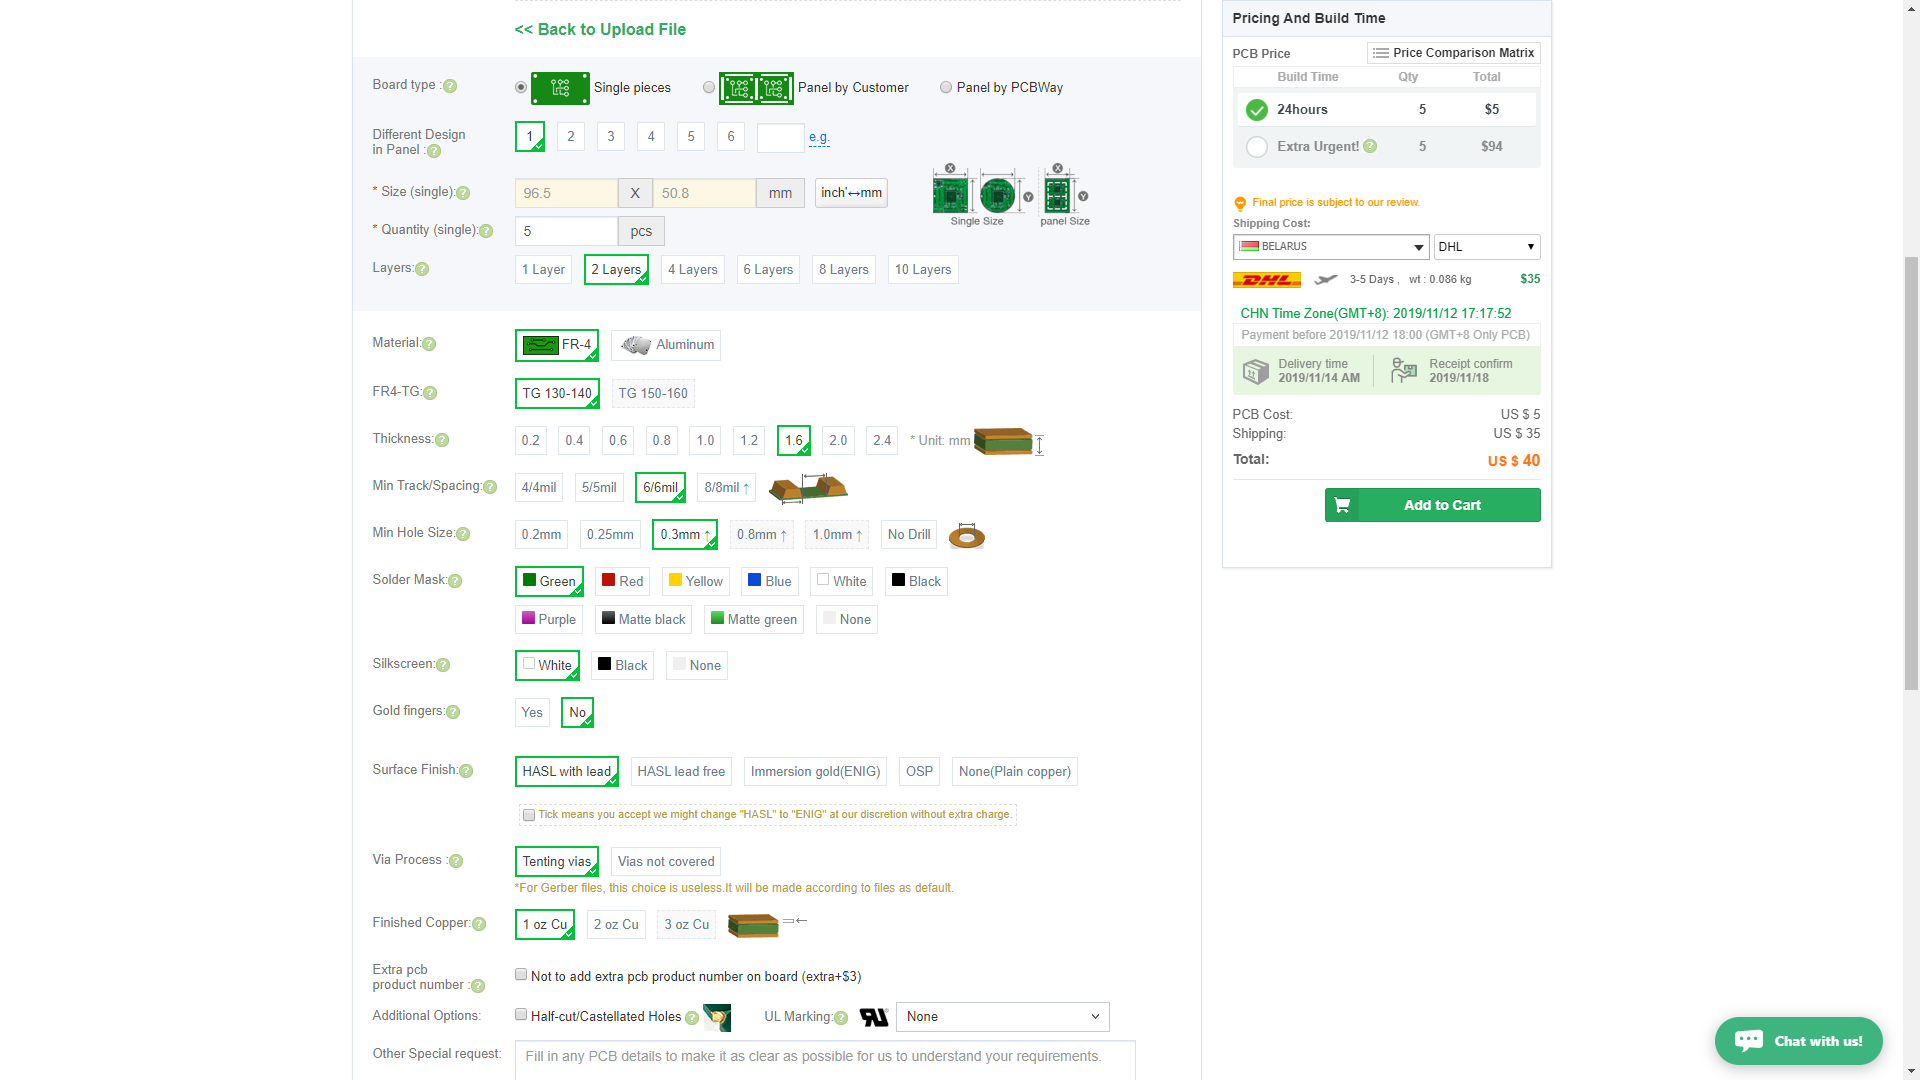 << Back to Upload File
Board type :
Single pieces
Panel by Customer
Panel by PCBWay
Different Design in Panel :
1 2 3 4 5 6 e.g.
* Size (single):
96.5 X 50.8 mm inch'↔mm
X X Y Y
Single Size panel Size
* Quantity (single):
5 pcs
Layers:
1 Layer 2 Layers 4 Layers 6 Layers 8 Layers 10 Layers
Material:
FR-4 Aluminum
FR4-TG:
TG 130-140 TG 150-160
Thickness:
0.2 0.4 0.6 0.8 1.0 1.2 1.6 2.0 2.4 * Unit: mm
Min Track/Spacing:
4/4mil 5/5mil 6/6mil 8/8mil ↑
Min Hole Size:
0.2mm 0.25mm 0.3mm ↑ 0.8mm ↑ 1.0mm ↑ No Drill
Solder Mask:
Green Red Yellow Blue White Black
Purple Matte black Matte green None
Silkscreen:
White Black None
Gold fingers:
Yes No
Surface Finish:
HASL with lead HASL lead free Immersion gold(ENIG) OSP None(Plain copper)
Tick means you accept we might change "HASL" to "ENIG" at our discretion without extra charge.
Via Process :
Tenting vias Vias not covered
*For Gerber files, this choice is useless.It will be made according to files as default.
Finished Copper:
1 oz Cu 2 oz Cu 3 oz Cu
Extra pcb product number :
Not to add extra pcb product number on board (extra+$3)
Additional Options:
Half-cut/Castellated Holes UL Marking: None
Other Special request:
Fill in any PCB details to make it as clear as possible for us to understand your requirements.
Pricing And Build Time
PCB Price Price Comparison Matrix
Build Time Qty Total
24hours 5 $5
Extra Urgent! 5 $94
Final price is subject to our review.
Shipping Cost:
BELARUS DHL
DHL 3-5 Days , wt : 0.086 kg $35
CHN Time Zone(GMT+8): 2019/11/12 17:17:52
Payment before 2019/11/12 18:00 (GMT+8 Only PCB)
Delivery time 2019/11/14 AM
Receipt confirm 2019/11/18
PCB Cost: US $ 5
Shipping: US $ 35
Total: US $ 40
Add to Cart
Chat with us!